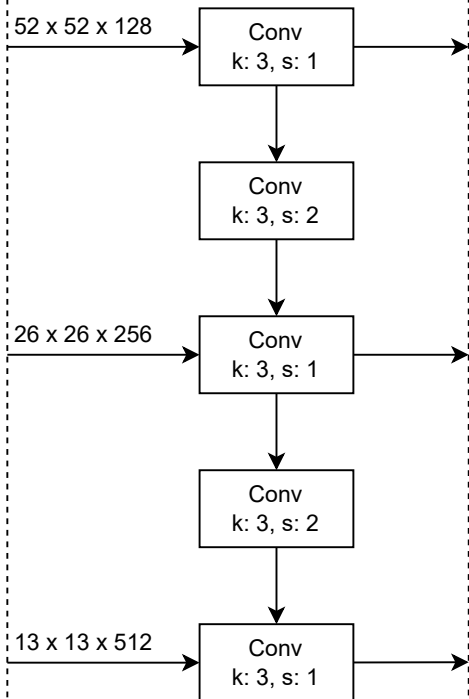 52 x 52 x 128
Conv
k: 3, s: 1
Conv
k: 3, s: 2
26 x 26 x 256
Conv
k: 3, s: 1
Conv
k: 3, s: 2
13 x 13 x 512
Conv
k: 3, s: 1